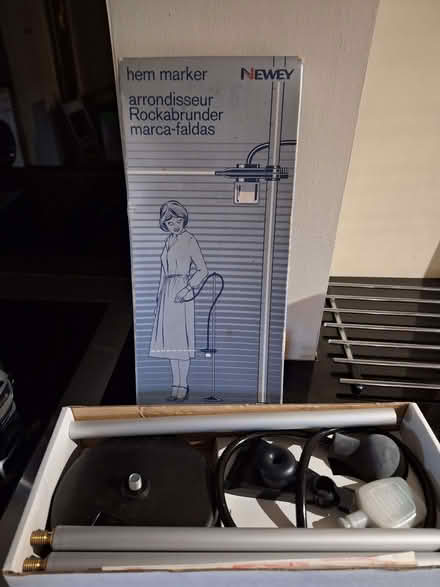 hem marker NEWEY
arrondisseur
Rockabrunder
marca-faldas